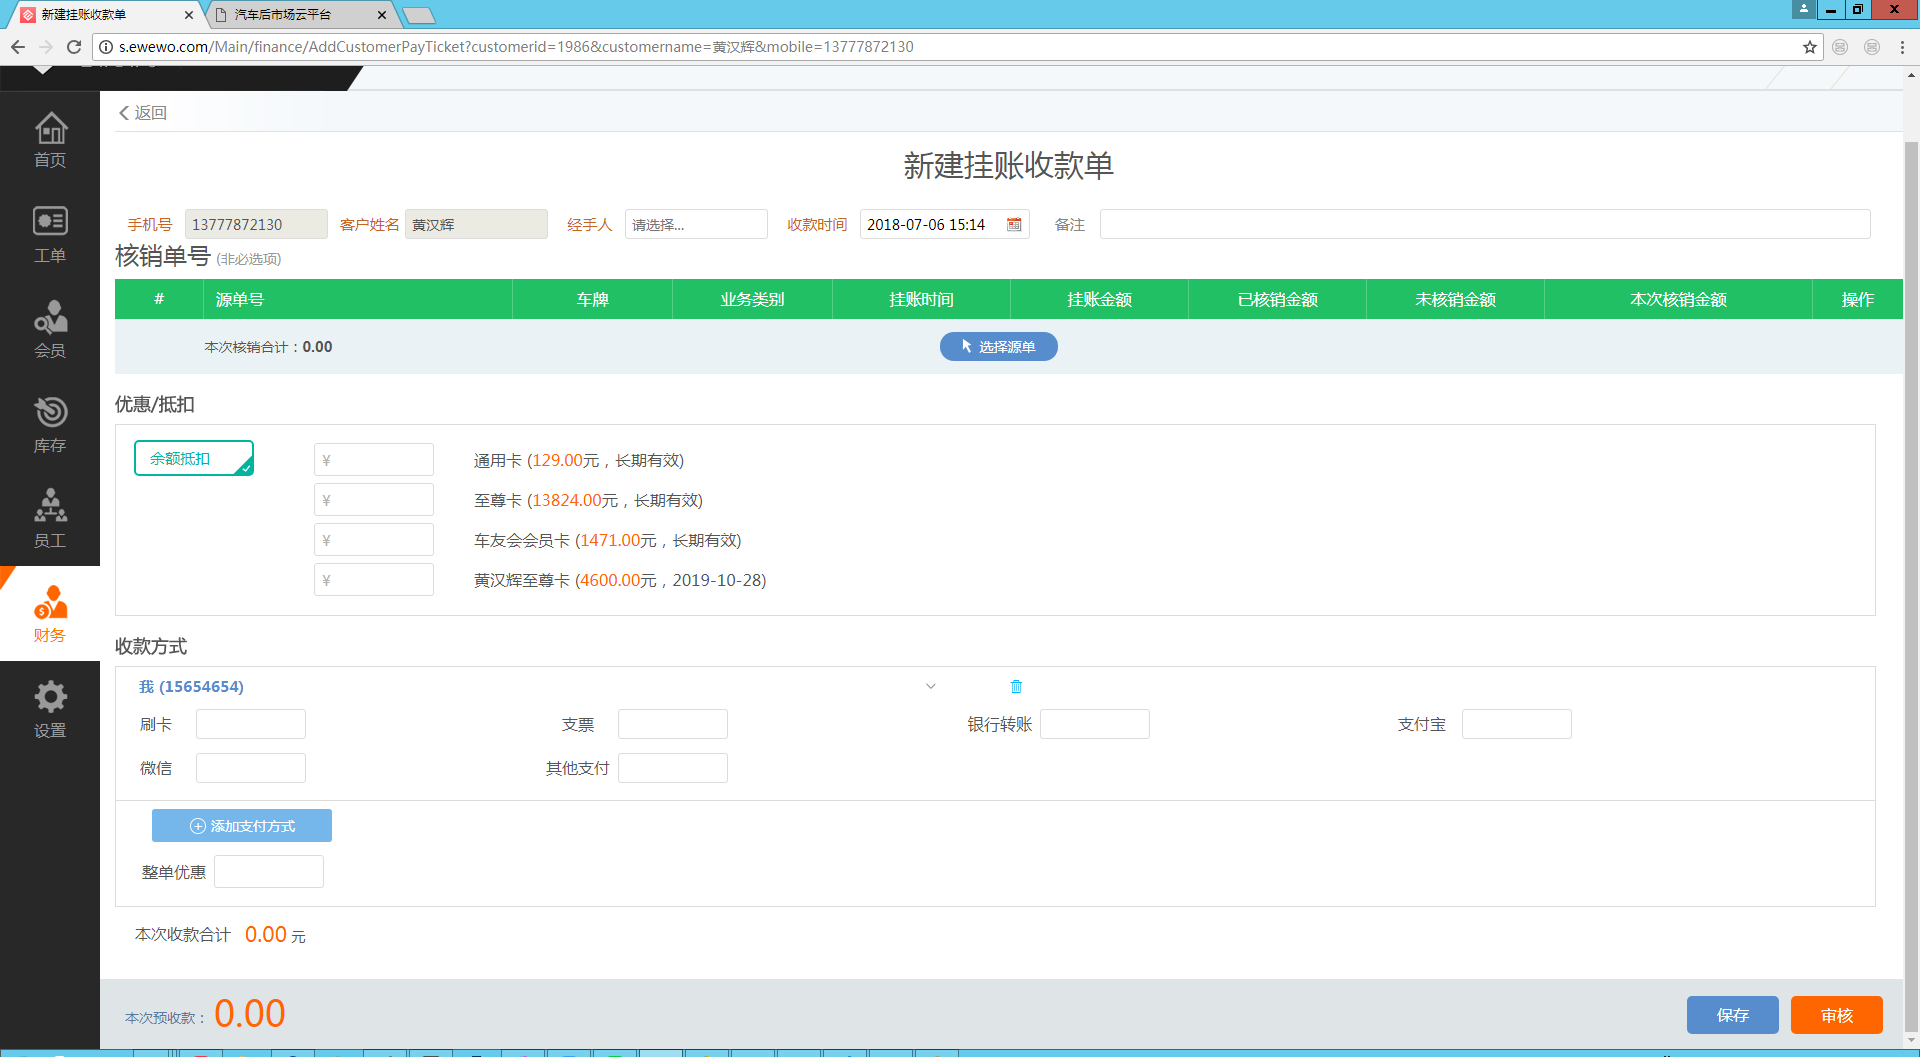 新建挂账收款单
汽车后市场云平台
s.ewewo.com/Main/finance/AddCustomerPayTicket?customerid=1986&customername=黄汉辉&mobile=13777872130
返回
首页
工单
会员
库存
员工
财务
设置
新建挂账收款单
手机号 13777872130 客户姓名 黄汉辉 经手人 请选择... 收款时间 2018-07-06 15:14 备注
核销单号 (非必选项)
# 源单号 车牌 业务类别 挂账时间 挂账金额 已核销金额 未核销金额 本次核销金额 操作
本次核销合计：0.00 选择源单
优惠/抵扣
余额抵扣 ¥ 通用卡 (129.00元，长期有效)
¥ 至尊卡 (13824.00元，长期有效)
¥ 车友会会员卡 (1471.00元，长期有效)
¥ 黄汉辉至尊卡 (4600.00元，2019-10-28)
收款方式
我 (15654654)
刷卡 支票 银行转账 支付宝
微信 其他支付
添加支付方式
整单优惠
本次收款合计 0.00 元
本次预收款： 0.00
保存 审核